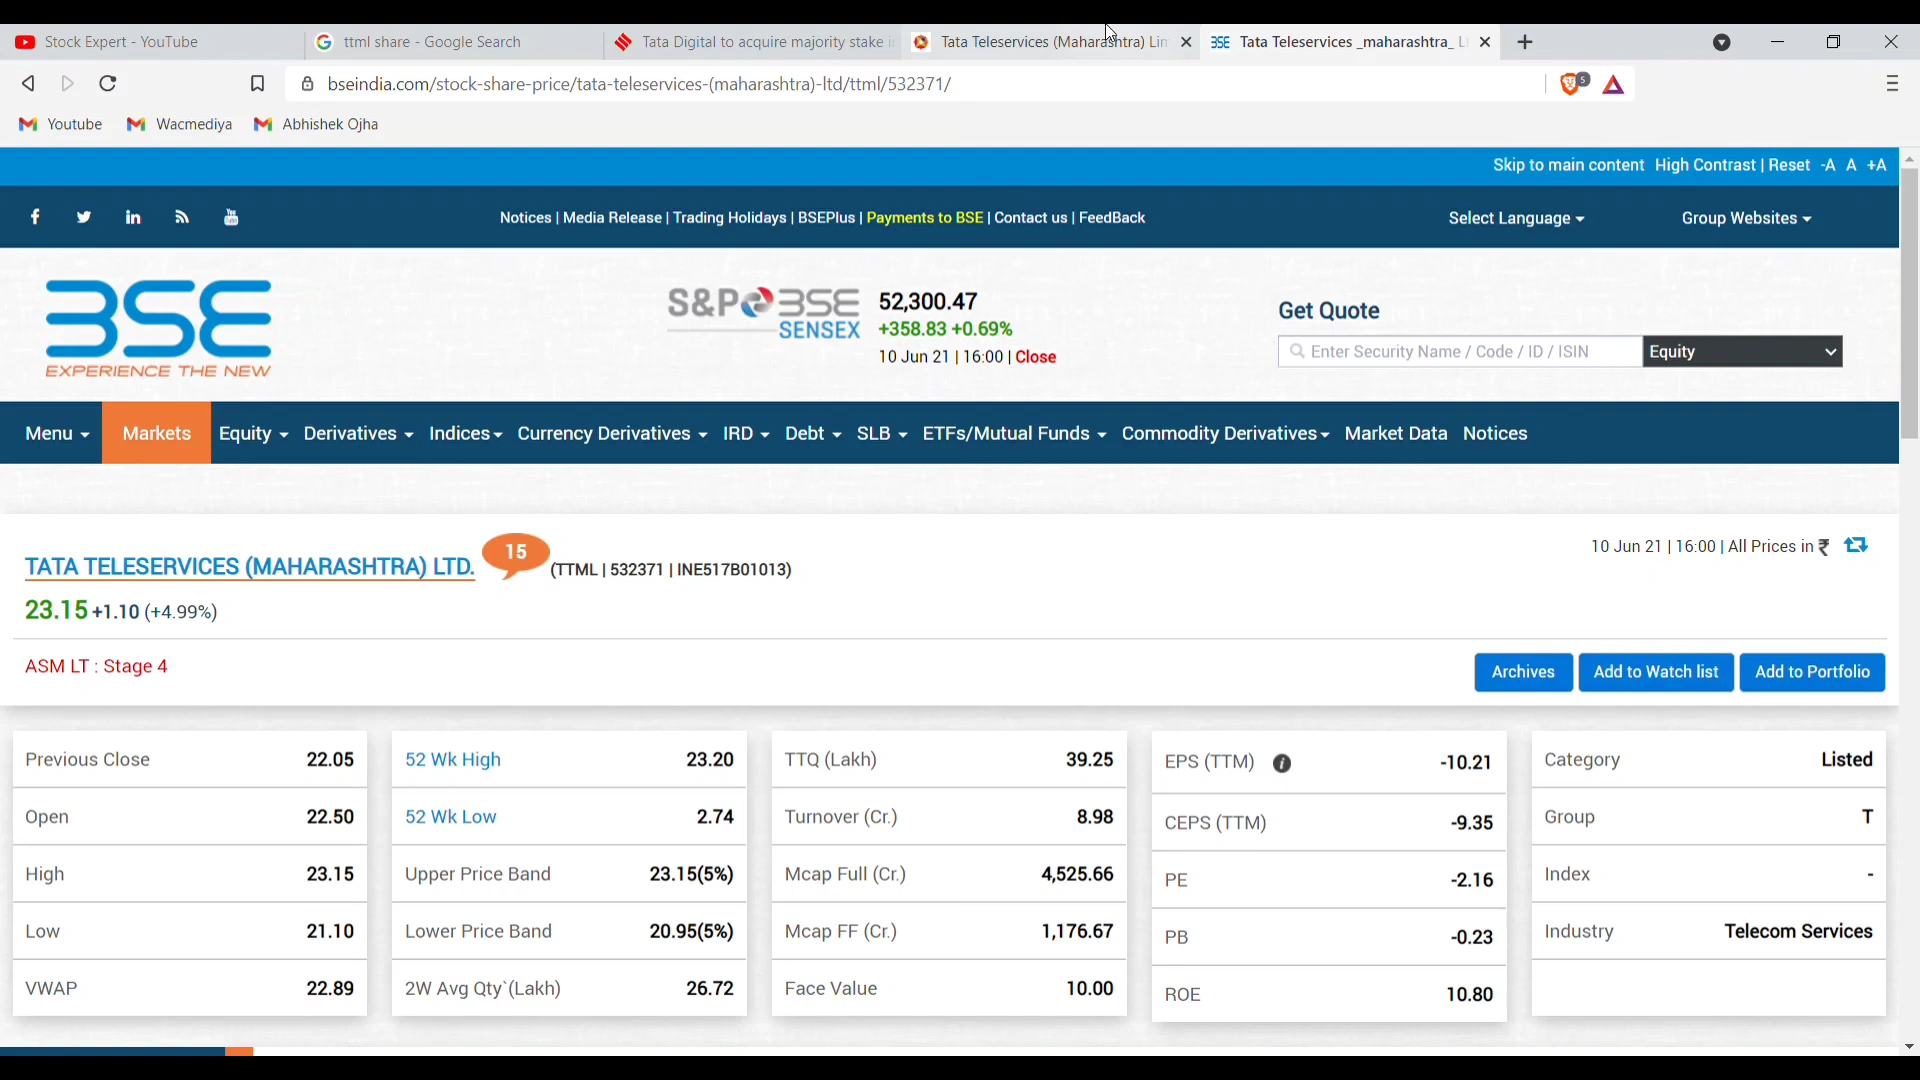 Stock Expert - YouTube
ttml share - Google Search
Tata Digital to acquire majority stake i
Tata Teleservices (Maharashtra) Lim
Tata Teleservices _maharashtra_ L
bseindia.com/stock-share-price/tata-teleservices-(maharashtra)-ltd/ttml/532371/
5
Youtube
Wacmediya
Abhishek Ojha
Skip to main content High Contrast | Reset -A A +A
Notices | Media Release | Trading Holidays | BSEPlus | Payments to BSE | Contact us | FeedBack
Select Language
Group Websites
BSE
EXPERIENCE THE NEW
S&P BSE
SENSEX
52,300.47
+358.83 +0.69%
10 Jun 21 | 16:00 | Close
Get Quote
Enter Security Name / Code / ID / ISIN
Equity
Menu Markets Equity Derivatives Indices Currency Derivatives IRD Debt SLB ETFs/Mutual Funds Commodity Derivatives Market Data Notices
TATA TELESERVICES (MAHARASHTRA) LTD.
15
(TTML | 532371 | INE517B01013)
10 Jun 21 | 16:00 | All Prices in ₹
23.15 +1.10 (+4.99%)
ASM LT : Stage 4
Archives
Add to Watch list
Add to Portfolio
Previous Close 22.05
Open 22.50
High 23.15
Low 21.10
VWAP 22.89
52 Wk High 23.20
52 Wk Low 2.74
Upper Price Band 23.15(5%)
Lower Price Band 20.95(5%)
2W Avg Qty`(Lakh) 26.72
TTQ (Lakh) 39.25
Turnover (Cr.) 8.98
Mcap Full (Cr.) 4,525.66
Mcap FF (Cr.) 1,176.67
Face Value 10.00
EPS (TTM) -10.21
CEPS (TTM) -9.35
PE -2.16
PB -0.23
ROE 10.80
Category Listed
Group T
Index -
Industry Telecom Services